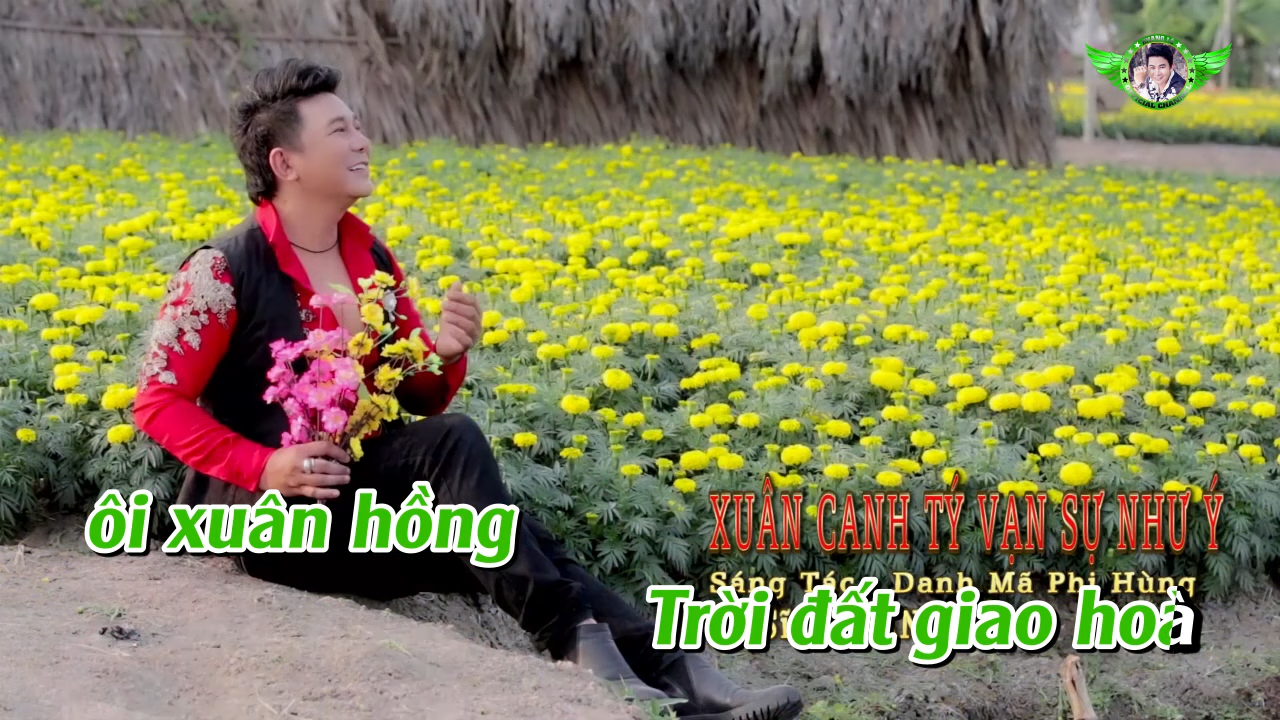 ôi xuân hồng
XUÂN CANH TÝ VẠN SỰ NHƯ Ý
Sáng Tác Danh Mã Phi Hùng
Trời đất giao hoà